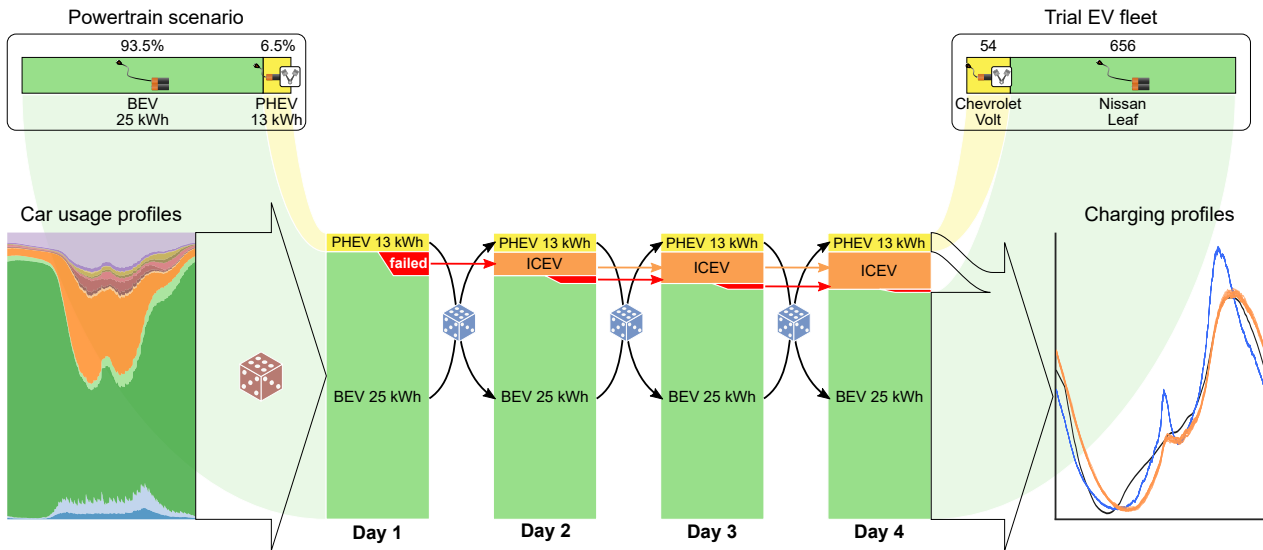 Powertrain scenario
93.5%
6.5%
BEV
25 kWh
PHEV
13 kWh
Trial EV fleet
54
656
Chevrolet
Volt
Nissan
Leaf
Car usage profiles
Charging profiles
PHEV 13 kWh
PHEV 13 kWh
PHEV 13 kWh
PHEV 13 kWh
failed
ICEV
ICEV
ICEV
BEV 25 kWh
BEV 25 kWh
BEV 25 kWh
BEV 25 kWh
Day 1
Day 2
Day 3
Day 4